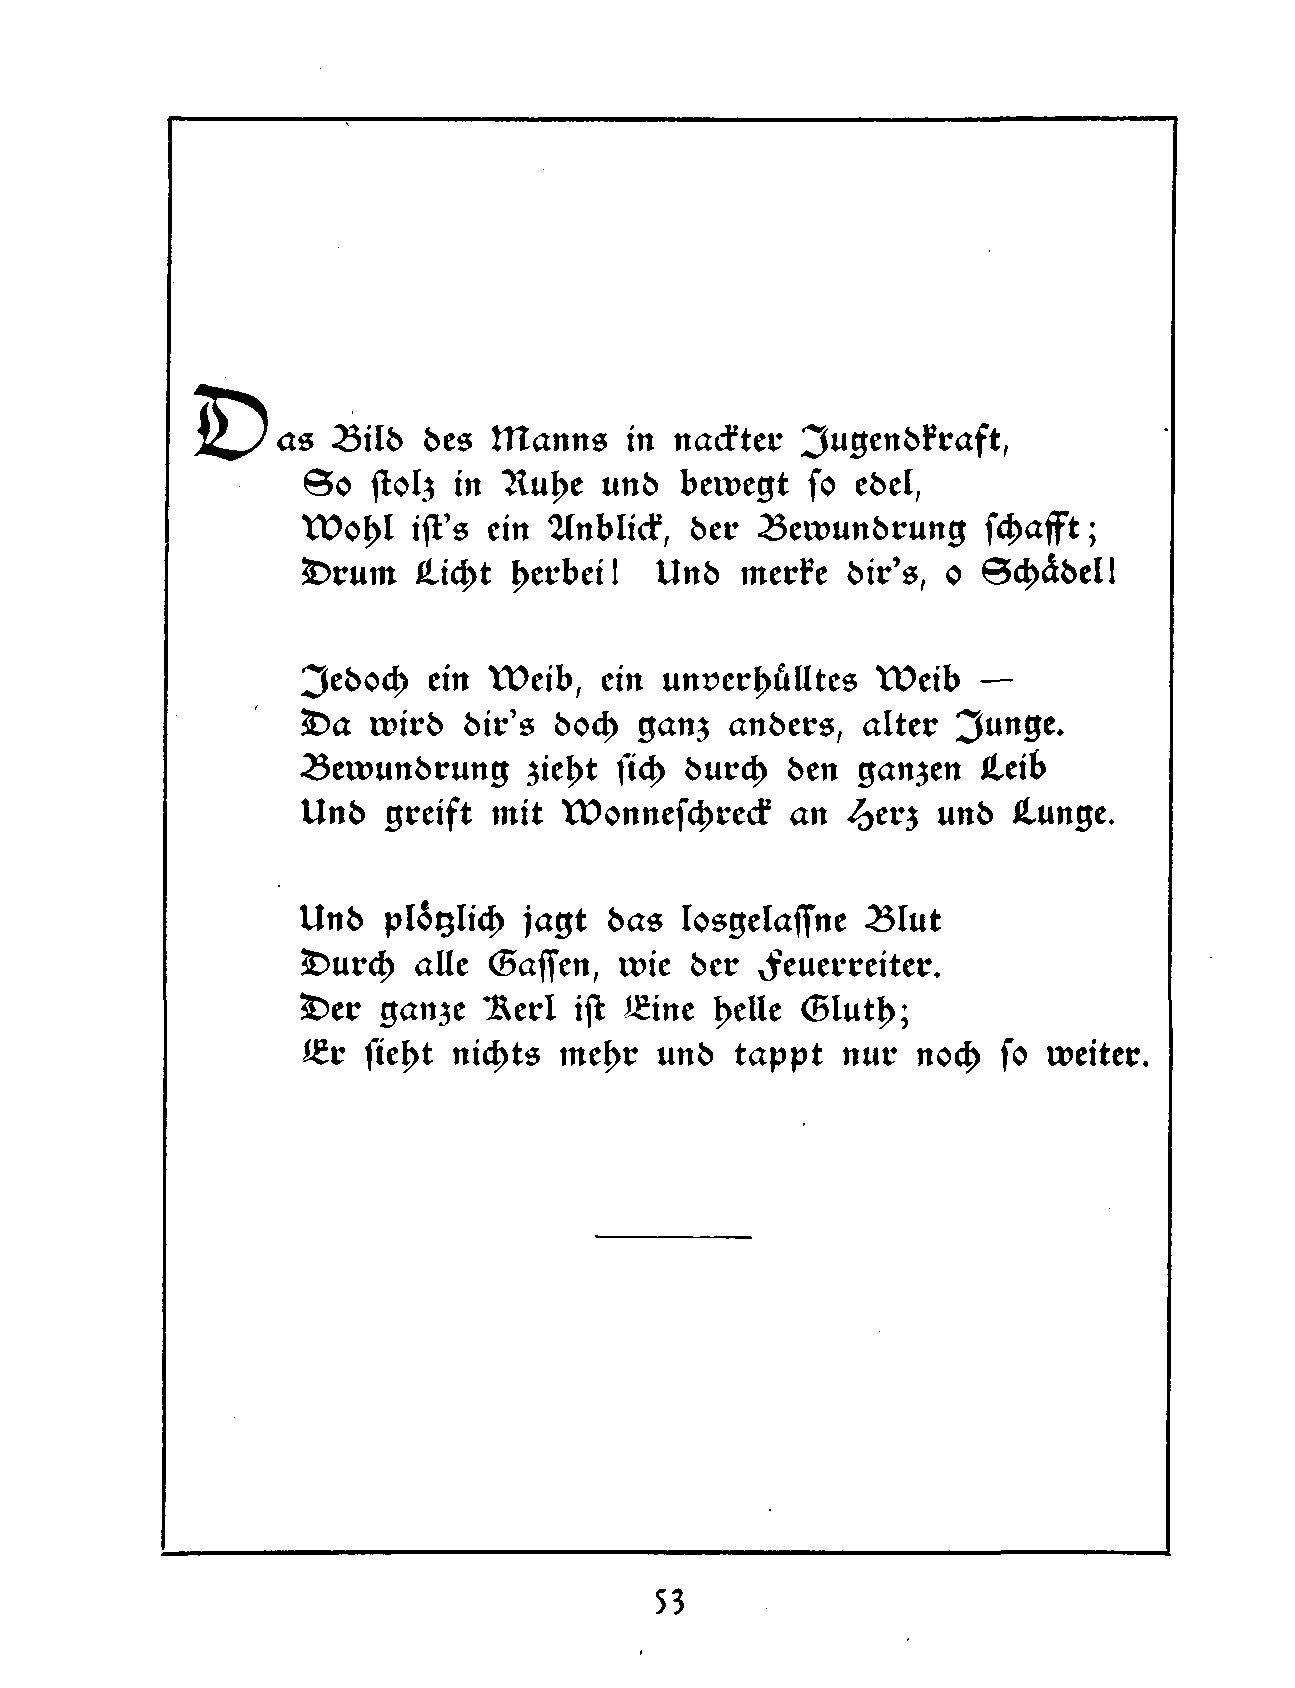 Das Bild des Manns in nackter Jugendkraft,
So ſtolz in Ruhe und bewegt ſo edel,
Wohl iſt's ein Anblick, der Bewundrung ſchafft;
Drum Licht herbei! Und merke dir's, o Schädel!

Jedoch ein Weib, ein unverhülltes Weib —
Da wird dir's doch ganz anders, alter Junge.
Bewundrung zieht ſich durch den ganzen Leib
Und greift mit Wonneſchreck an Herz und Lunge.

Und plötzlich jagt das losgelaſſne Blut
Durch alle Gaſſen, wie der Feuerreiter.
Der ganze Kerl iſt Eine helle Gluth;
Er ſieht nichts mehr und tappt nur noch ſo weiter.

53